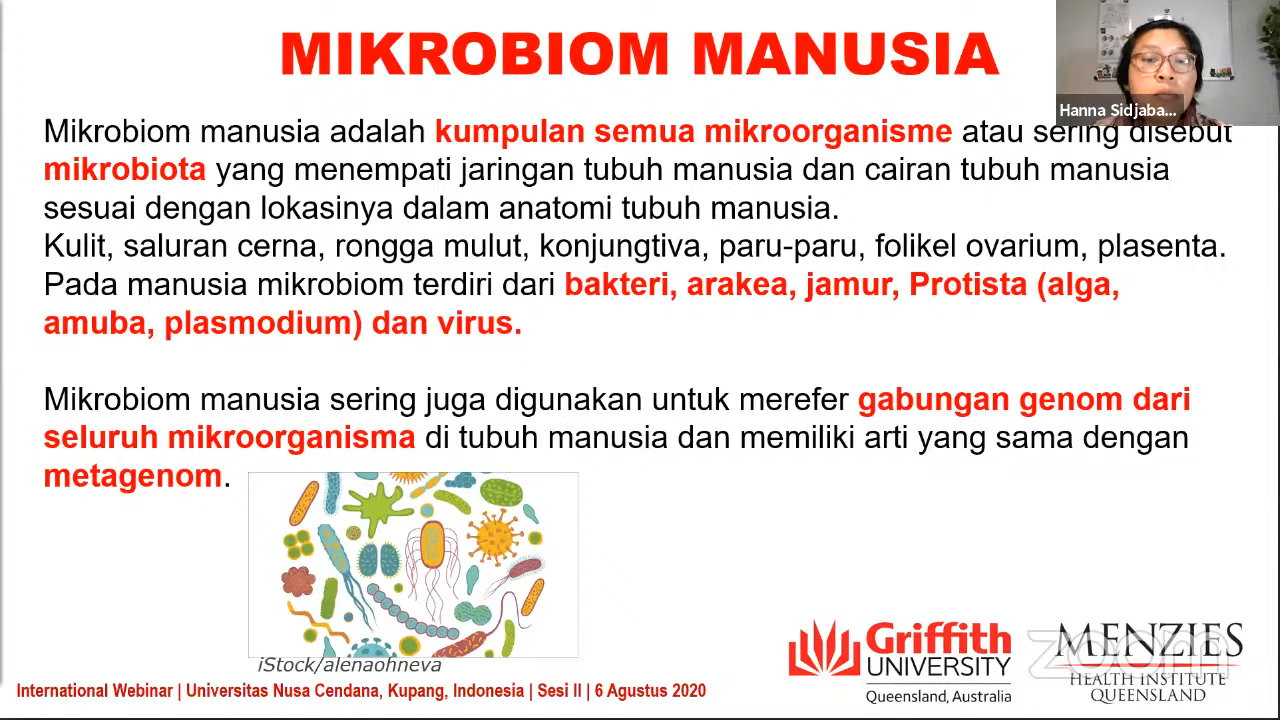 MIKROBIOM MANUSIA
Hanna Sidjaba...
Mikrobiom manusia adalah kumpulan semua mikroorganisme atau sering disebut
mikrobiota yang menempati jaringan tubuh manusia dan cairan tubuh manusia
sesuai dengan lokasinya dalam anatomi tubuh manusia.
Kulit, saluran cerna, rongga mulut, konjungtiva, paru-paru, folikel ovarium, plasenta.
Pada manusia mikrobiom terdiri dari bakteri, arakea, jamur, Protista (alga,
amuba, plasmodium) dan virus.
Mikrobiom manusia sering juga digunakan untuk merefer gabungan genom dari
seluruh mikroorganisma di tubuh manusia dan memiliki arti yang sama dengan
metagenom.
iStock/alenaohneva
International Webinar | Universitas Nusa Cendana, Kupang, Indonesia | Sesi II | 6 Agustus 2020
Griffith
UNIVERSITY
Queensland, Australia
MENZIES
HEALTH INSTITUTE
QUEENSLAND
zoom